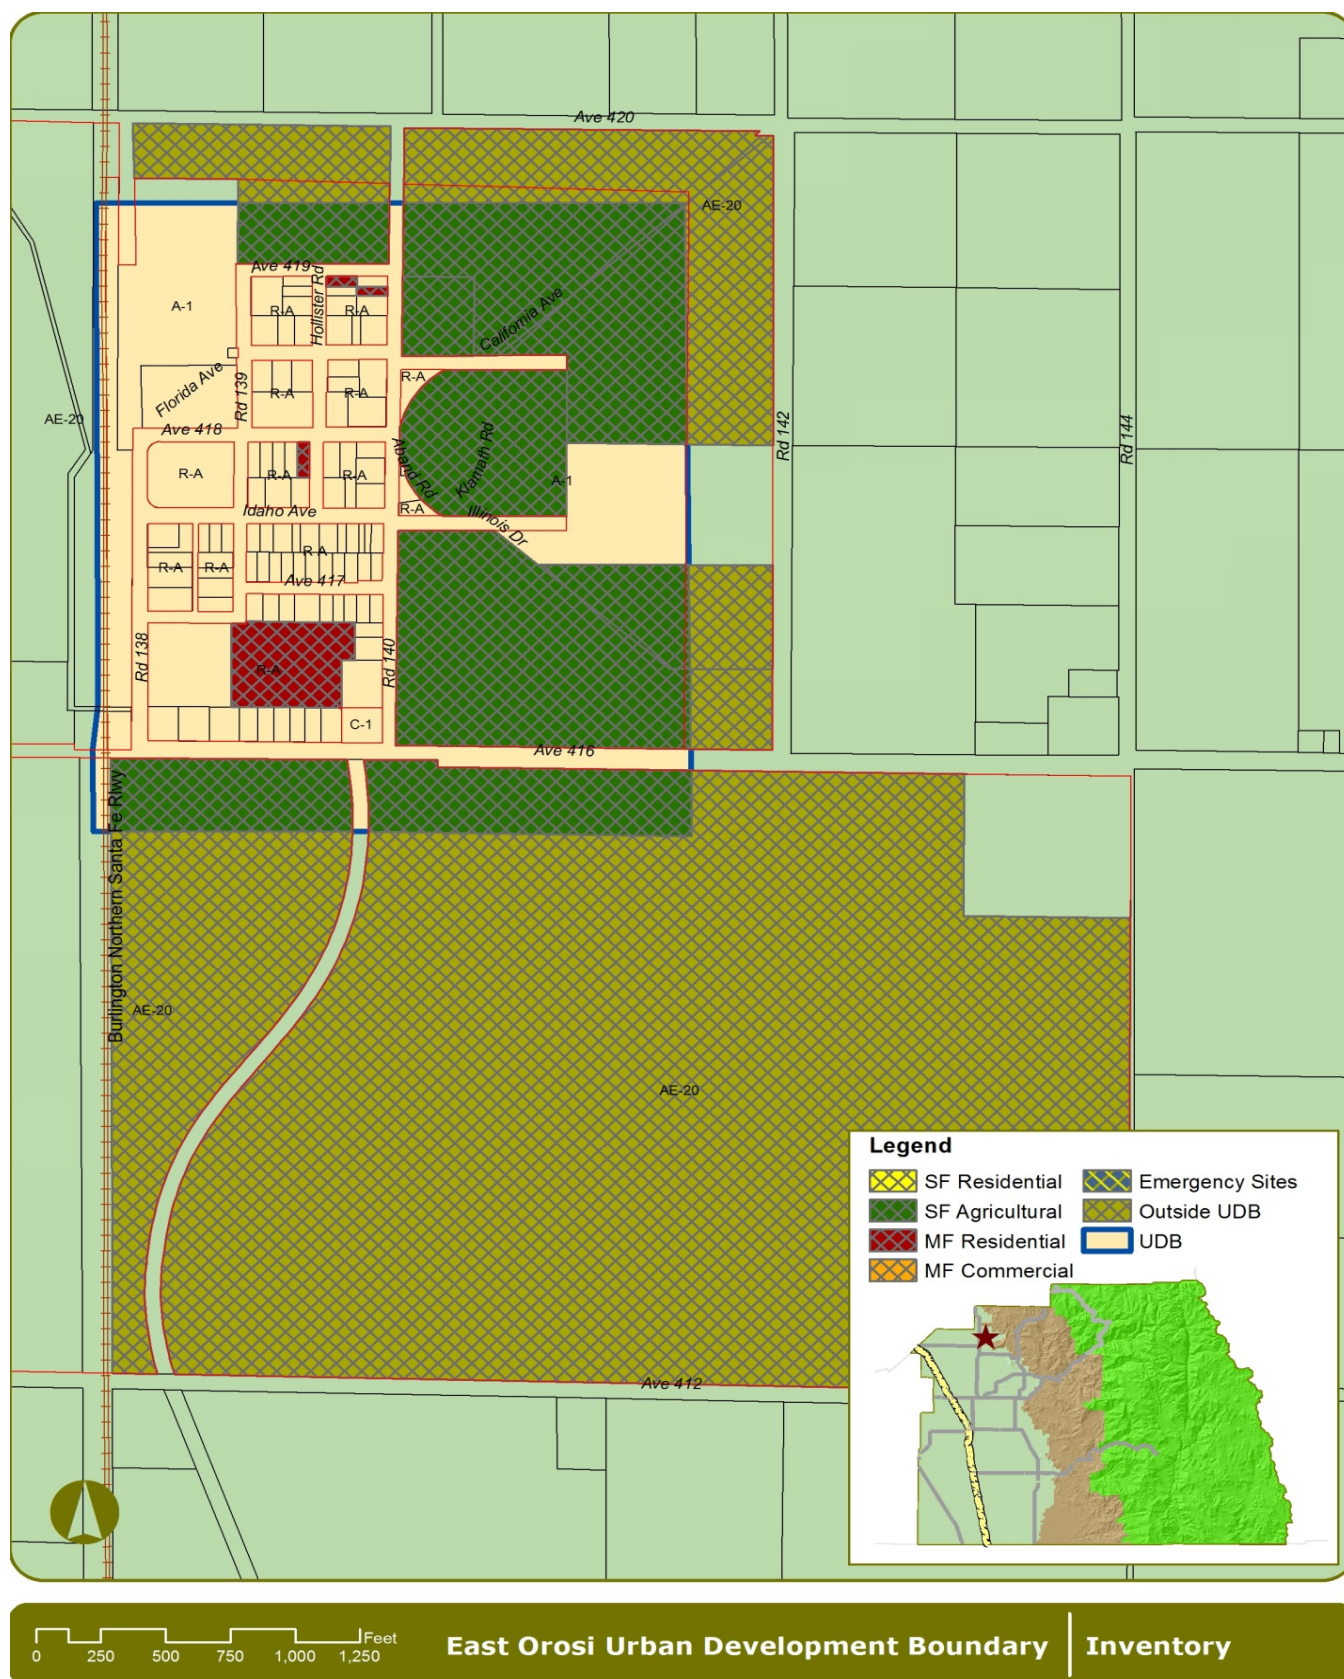 Ave 420
AE-20
Ave 419
Hollister Rd
A-1
R-A
R-A
California Ave
Florida Ave
Rd 139
R-A
R-A
R-A
AE-20
Ave 418
Rd 142
Rd 144
R-A
R-A
R-A
Aband Rd
Klamath Rd
A-1
R-A
Idaho Ave
Illinois Dr
R-A
R-A
R-A
Ave 417
Rd 138
R-A
Rd 140
C-1
Ave 416
Burlington Northern Santa Fe Rlwy
AE-20
AE-20
Ave 412
Legend
SF Residential
SF Agricultural
MF Residential
MF Commercial
Emergency Sites
Outside UDB
UDB
Feet
0 250 500 750 1,000 1,250
East Orosi Urban Development Boundary
Inventory